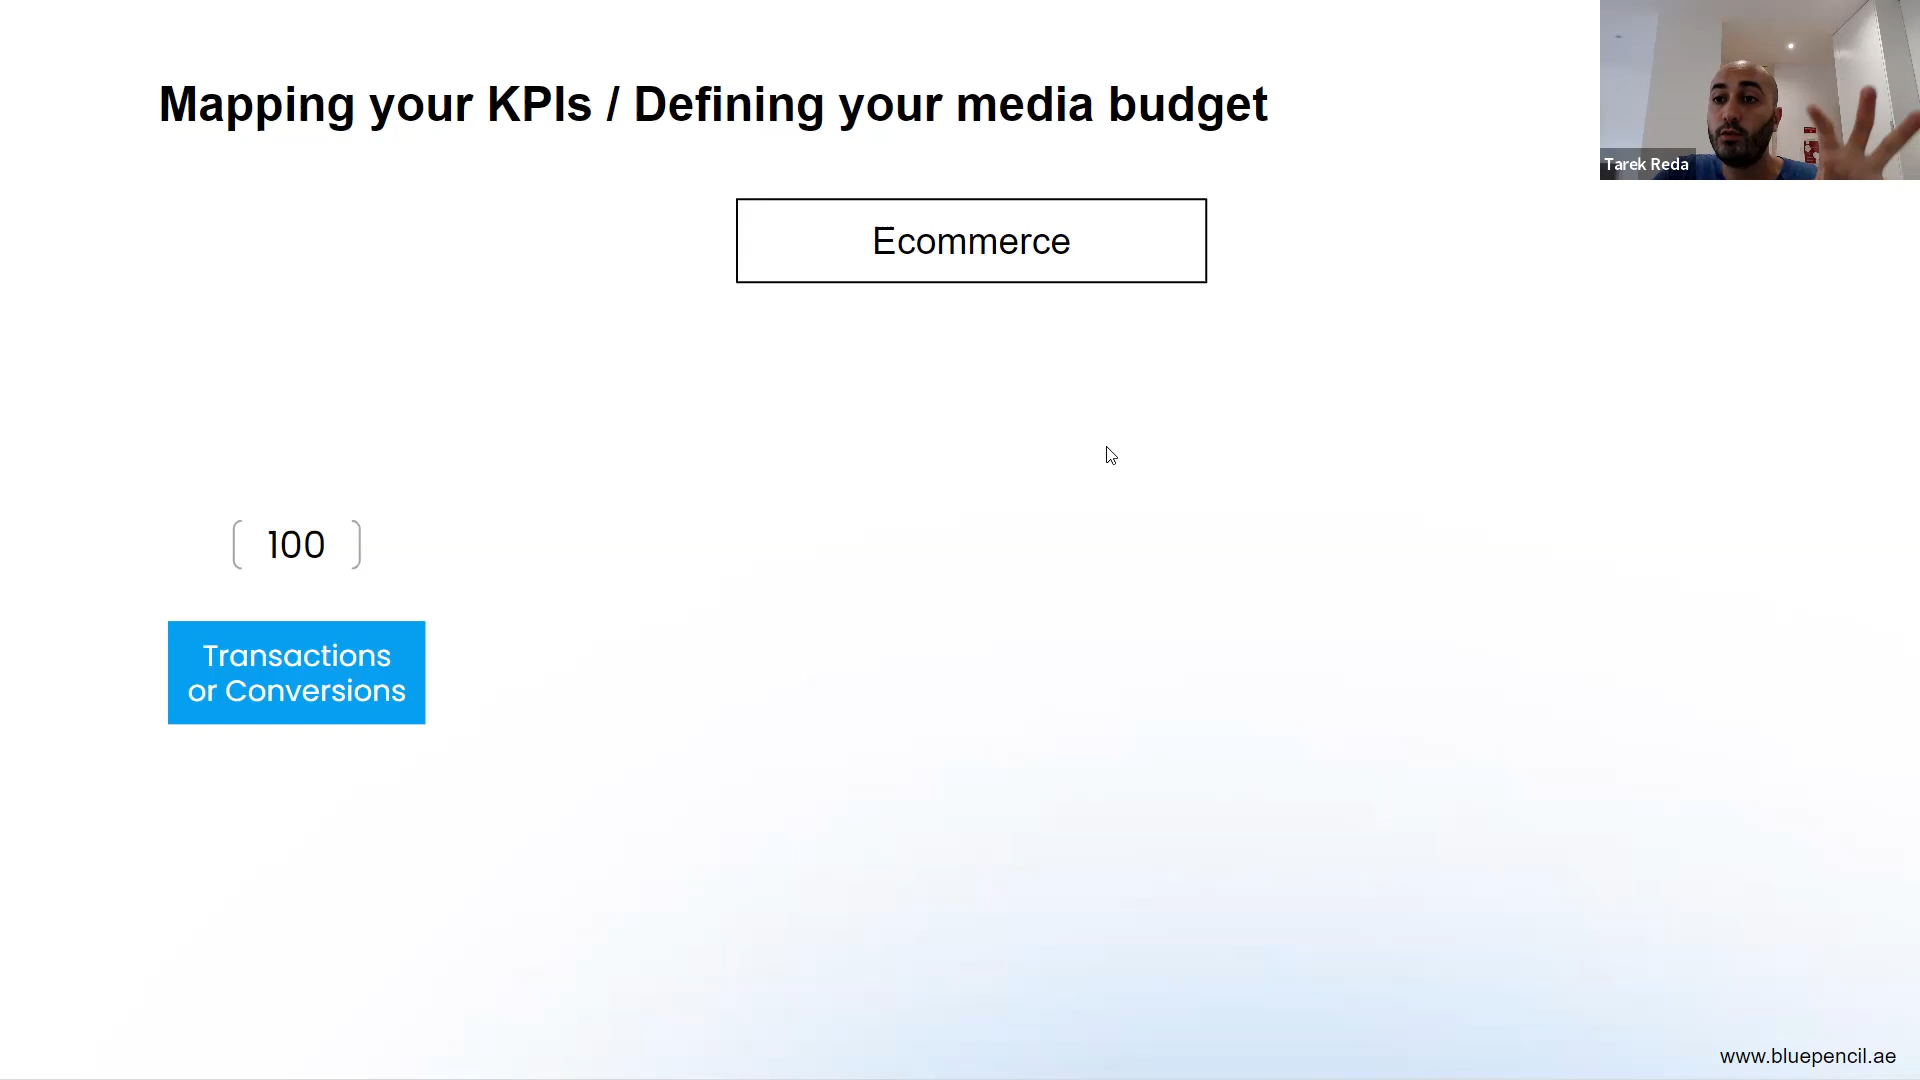 Mapping your KPIs / Defining your media budget
Tarek Reda
Ecommerce
100
Transactions
or Conversions
www.bluepencil.ae